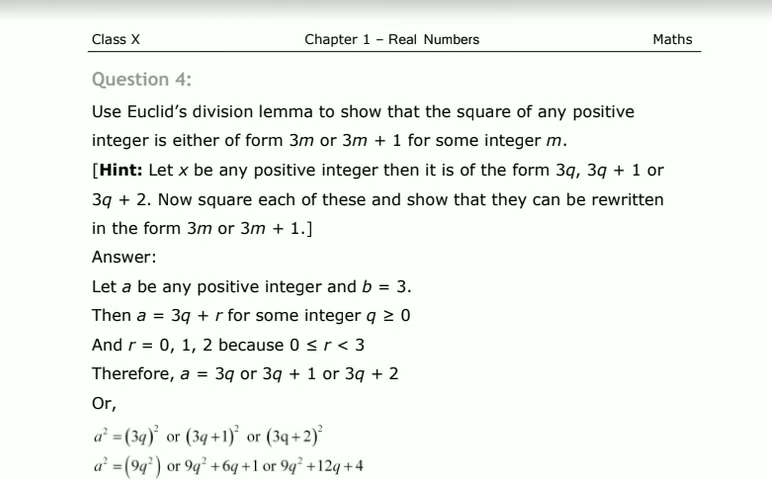 Class X Chapter 1 – Real Numbers Maths
Question 4:
Use Euclid’s division lemma to show that the square of any positive
integer is either of form 3m or 3m + 1 for some integer m.
[Hint: Let x be any positive integer then it is of the form 3q, 3q + 1 or
3q + 2. Now square each of these and show that they can be rewritten
in the form 3m or 3m + 1.]
Answer:
Let a be any positive integer and b = 3.
Then a = 3q + r for some integer q ≥ 0
And r = 0, 1, 2 because 0 ≤ r < 3
Therefore, a = 3q or 3q + 1 or 3q + 2
Or,
a² = (3q)² or (3q+1)² or (3q+2)²
a² = (9q²) or 9q² + 6q + 1 or 9q² + 12q + 4